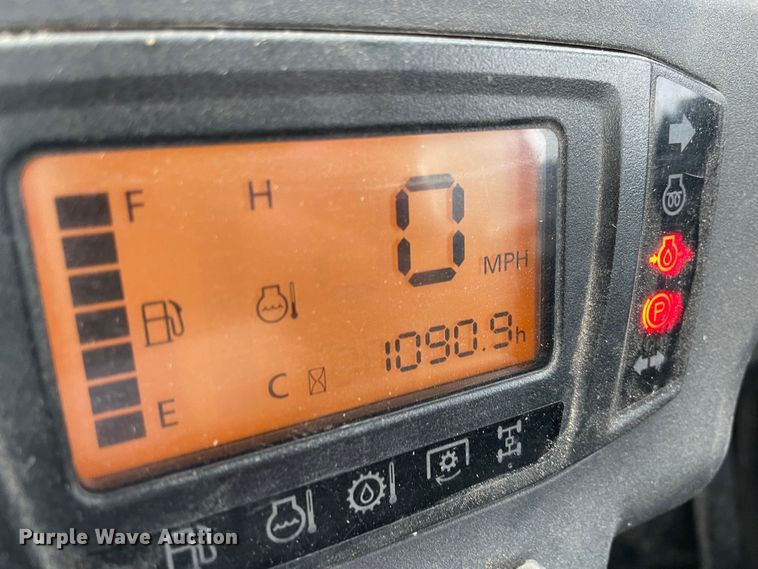 F H 0
MPH
1090.9h
E C
P
Purple Wave Auction